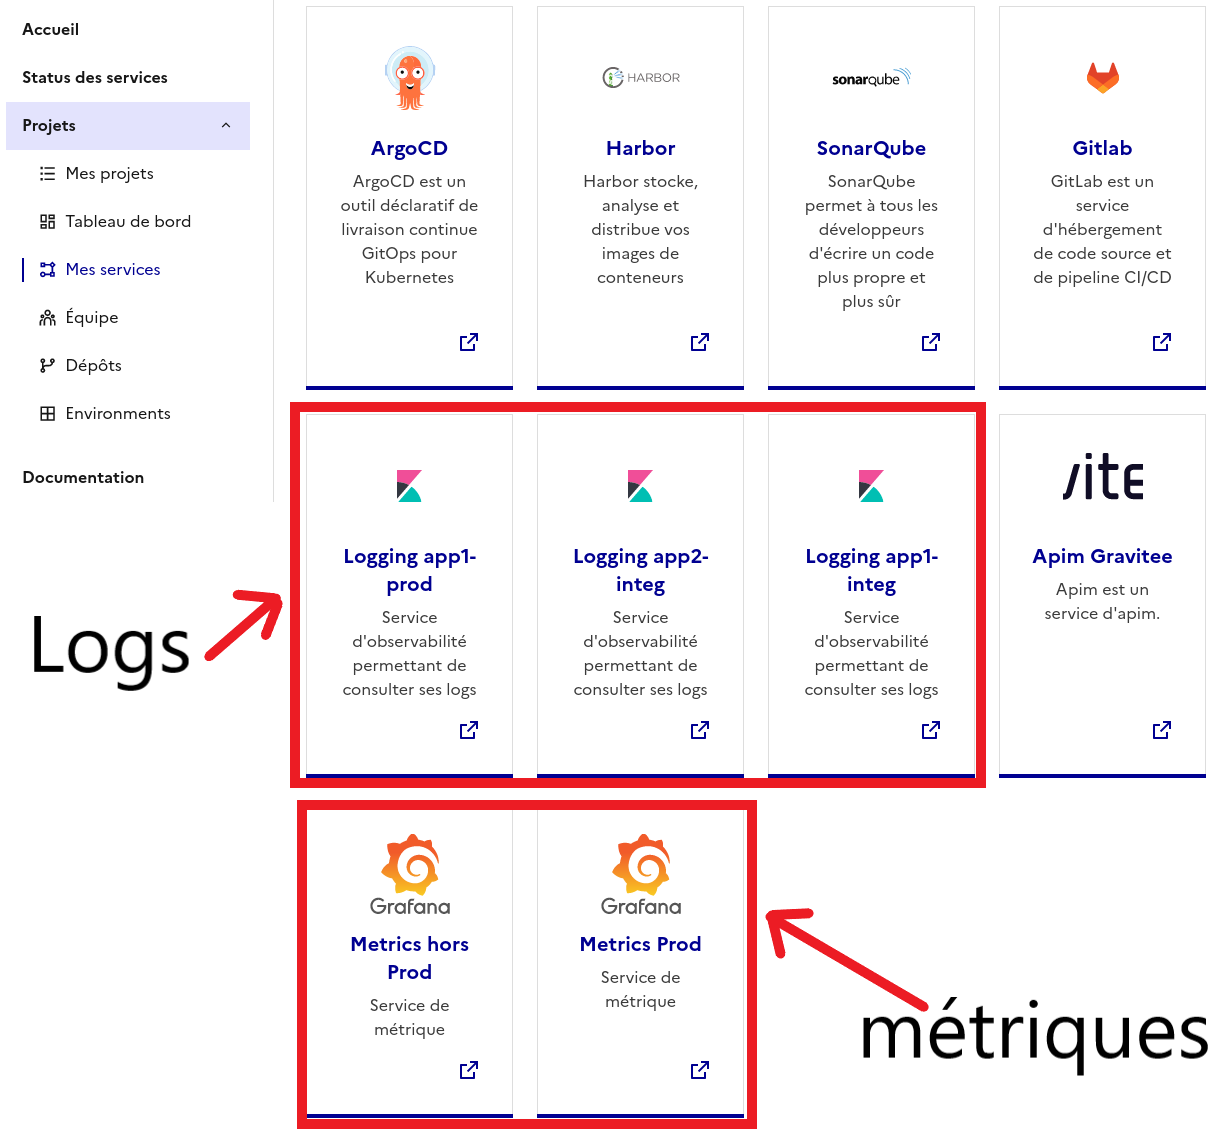 Accueil
Status des services
Projets
Mes projets
Tableau de bord
Mes services
Équipe
Dépôts
Environments
Documentation
HARBOR
sonarqube
ArgoCD
ArgoCD est un
outil déclaratif de
livraison continue
GitOps pour
Kubernetes
Harbor
Harbor stocke,
analyse et
distribue vos
images de
conteneurs
SonarQube
SonarQube
permet à tous les
développeurs
d'écrire un code
plus propre et
plus sûr
Gitlab
GitLab est un
service
d'hébergement
de code source et
de pipeline CI/CD
Logs
Logging app1-
prod
Service
d'observabilité
permettant de
consulter ses logs
Logging app2-
integ
Service
d'observabilité
permettant de
consulter ses logs
Logging app1-
integ
Service
d'observabilité
permettant de
consulter ses logs
Apim Gravitee
Apim est un
service d'apim.
Grafana
Metrics hors
Prod
Service de
métrique
Grafana
Metrics Prod
Service de
métrique
métriques